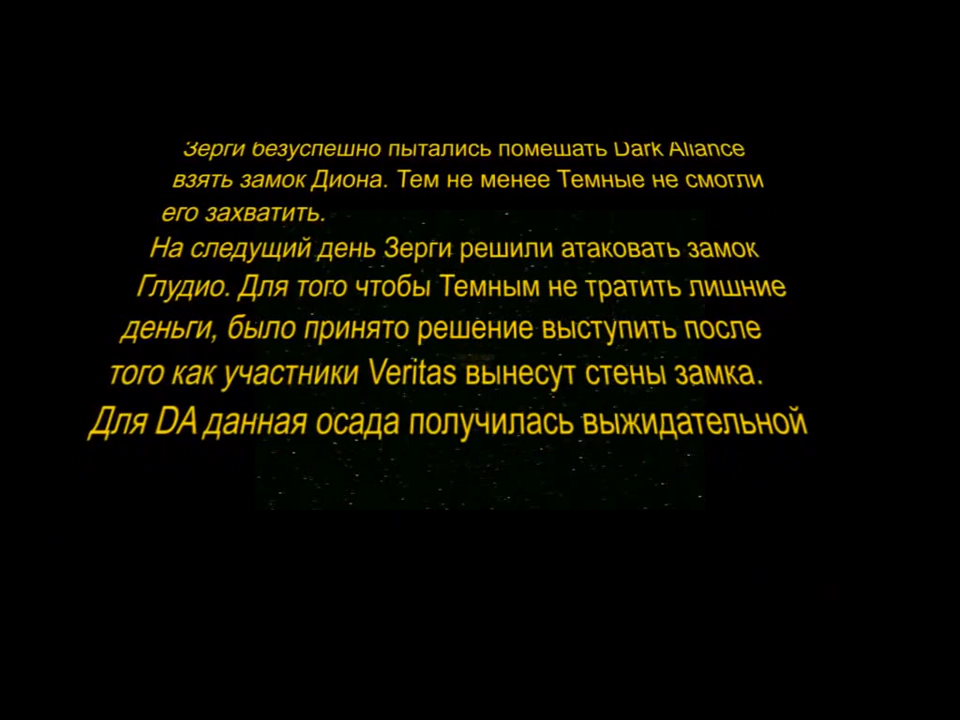 Зерги безуспешно пытались помешать Dark Aliance
взять замок Диона. Тем не менее Темные не смогли
его захватить.
На следущий день Зерги решили атаковать замок
Глудио. Для того чтобы Темным не тратить лишние
деньги, было принято решение выступить после
того как участники Veritas вынесут стены замка.
Для DA данная осада получилась выжидательной